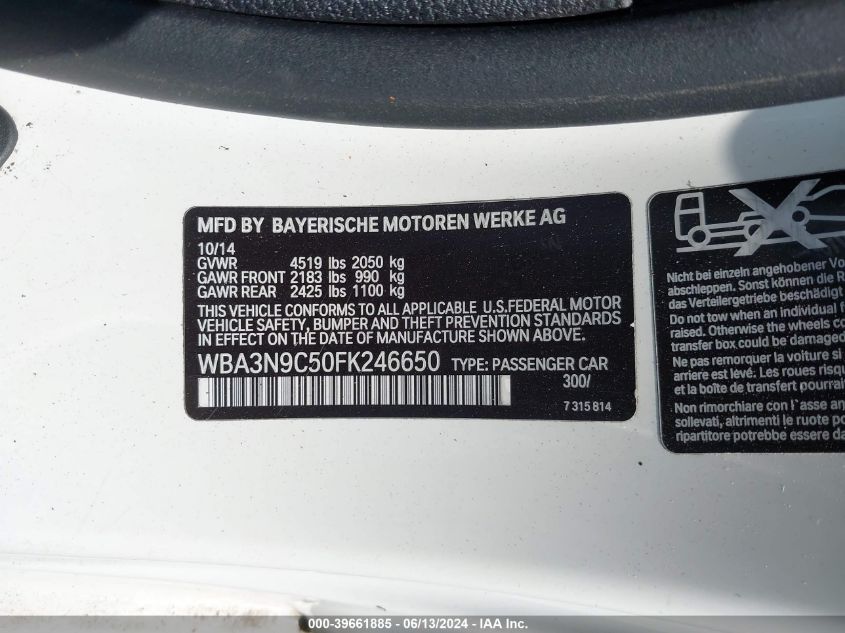 MFD BY BAYERISCHE MOTOREN WERKE AG
10/14
GVWR 4519 lbs 2050 kg
GAWR FRONT 2183 lbs 990 kg
GAWR REAR 2425 lbs 1100 kg
THIS VEHICLE CONFORMS TO ALL APPLICABLE U.S.FEDERAL MOTOR
VEHICLE SAFETY, BUMPER AND THEFT PREVENTION STANDARDS
IN EFFECT ON THE DATE OF MANUFACTURE SHOWN ABOVE.
WBA3N9C50FK246650 TYPE: PASSENGER CAR
300/
7 315 814
Nicht bei einzeln angehobener Vo
abschleppen. Sonst können die R
das Verteilergetriebe beschädigt
Do not tow when an individual f
raised. Otherwise the wheels co
transfer box can be damaged.
Ne pas remorquer la voiture si
arriere est levé. Les roues risque
et la boîte de transfert pourrai
Non rimorchiare con l`asse an
sollevati, altrimenti le ruote po
ripartitore potrebbe essere da
000-39661885 - 06/13/2024 - IAA Inc.